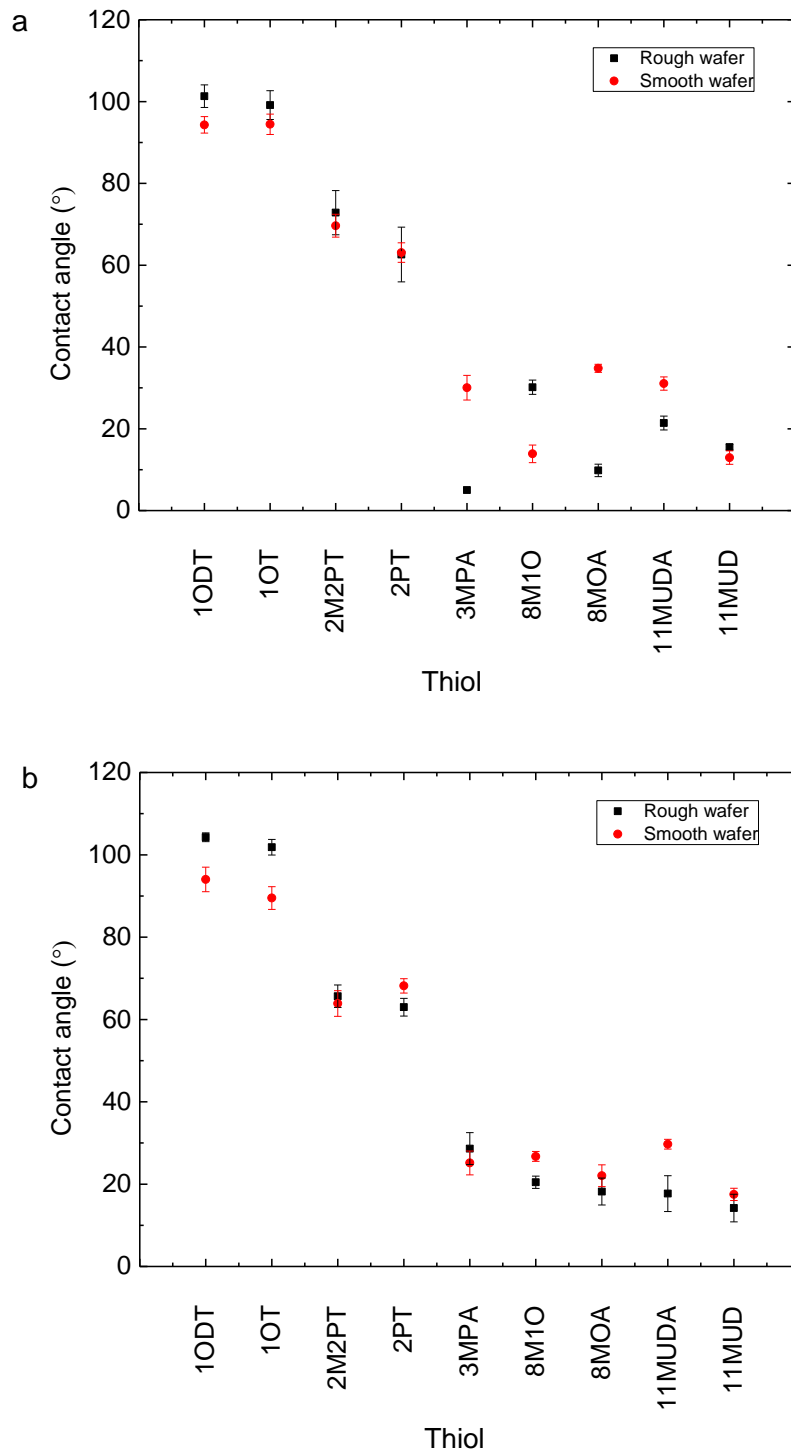 a
120
100
80
60
40
20
0
Contact angle (°)
Rough wafer
Smooth wafer
1ODT
1OT
2M2PT
2PT
3MPA
8M1O
8MOA
11MUDA
11MUD
Thiol
b
120
100
80
60
40
20
0
Contact angle (°)
Rough wafer
Smooth wafer
1ODT
1OT
2M2PT
2PT
3MPA
8M1O
8MOA
11MUDA
11MUD
Thiol